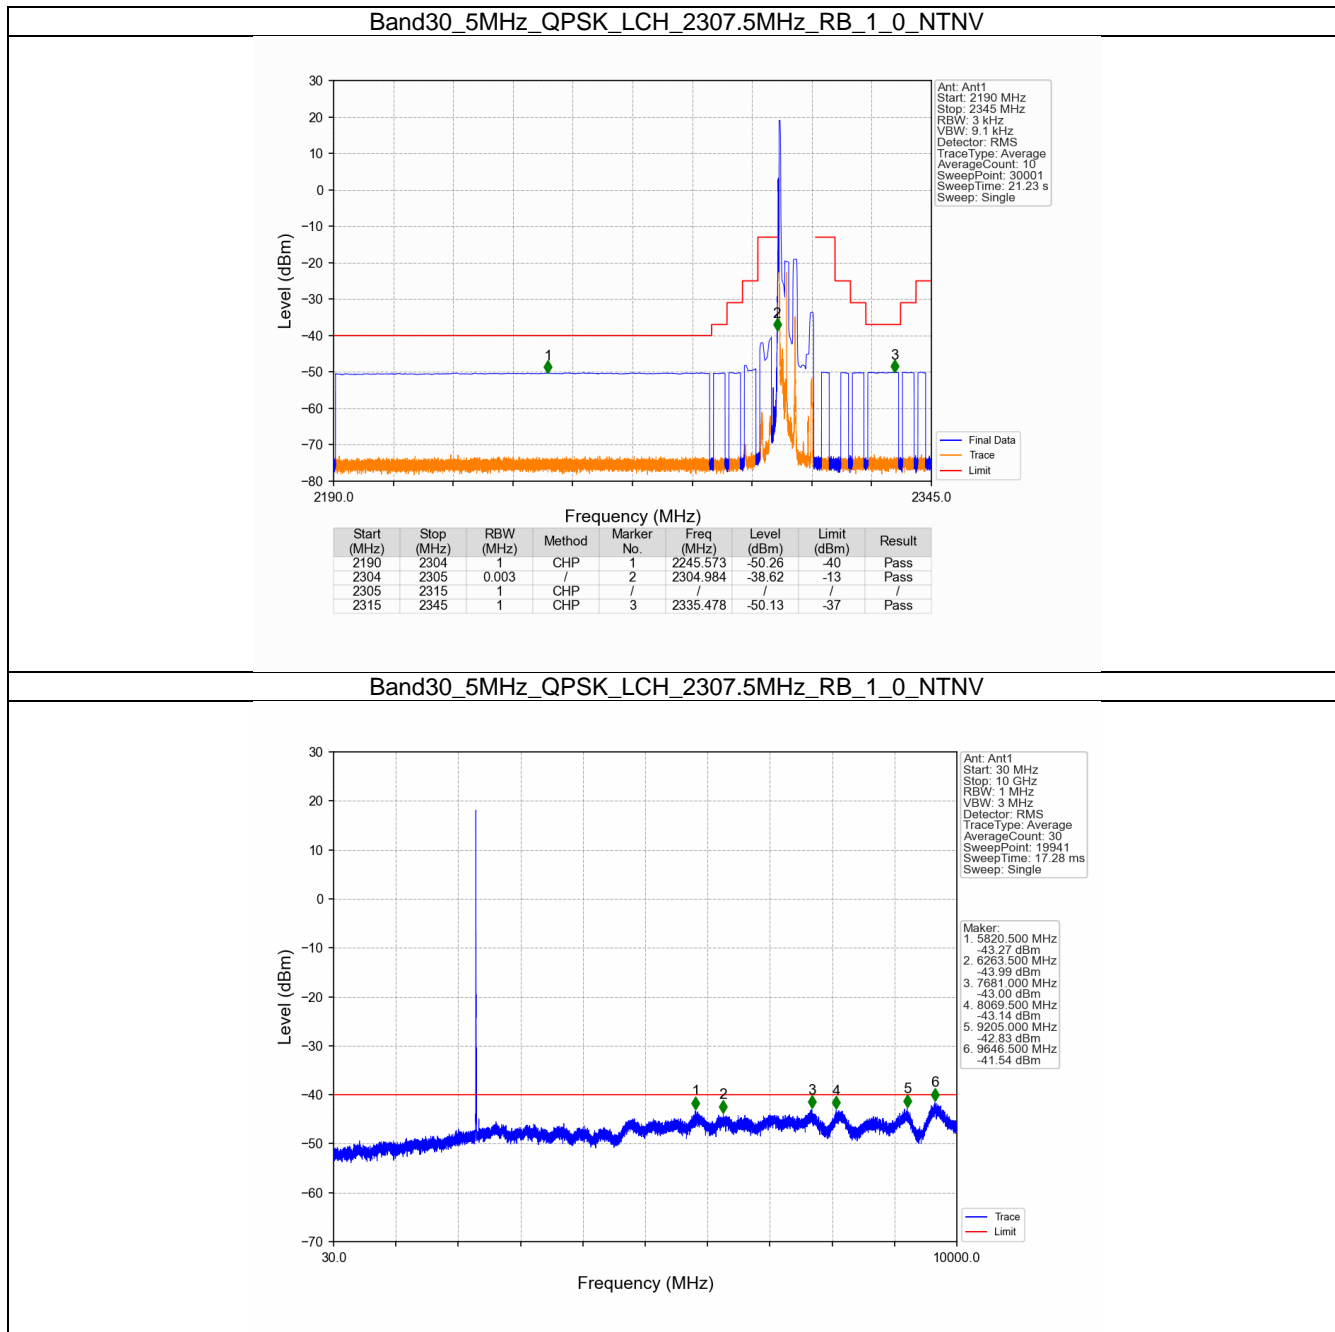 Band30_5MHz_QPSK_LCH_2307.5MHz_RB_1_0_NTNV
30
20
10
0
−10
−20
−30
−40
−50
−60
−70
−80
Level (dBm)
2190.0
2345.0
Frequency (MHz)
1
2
3
Ant: Ant1
Start: 2190 MHz
Stop: 2345 MHz
RBW: 3 kHz
VBW: 9.1 kHz
Detector: RMS
TraceType: Average
AverageCount: 10
SweepPoint: 30001
SweepTime: 21.23 s
Sweep: Single
Final Data
Trace
Limit
Start (MHz) Stop (MHz) RBW (MHz) Method Marker No. Freq (MHz) Level (dBm) Limit (dBm) Result
2190 2304 1 CHP 1 2245.573 -50.26 -40 Pass
2304 2305 0.003 / 2 2304.984 -38.62 -13 Pass
2305 2315 1 CHP / / / / /
2315 2345 1 CHP 3 2335.478 -50.13 -37 Pass
Band30_5MHz_QPSK_LCH_2307.5MHz_RB_1_0_NTNV
30
20
10
0
−10
−20
−30
−40
−50
−60
−70
Level (dBm)
30.0
10000.0
Frequency (MHz)
1
2
3
4
5
6
Ant: Ant1
Start: 30 MHz
Stop: 10 GHz
RBW: 1 MHz
VBW: 3 MHz
Detector: RMS
TraceType: Average
AverageCount: 30
SweepPoint: 19941
SweepTime: 17.28 ms
Sweep: Single
Maker:
1. 5820.500 MHz
-43.27 dBm
2. 6263.500 MHz
-43.99 dBm
3. 7681.000 MHz
-43.00 dBm
4. 8069.500 MHz
-43.14 dBm
5. 9205.000 MHz
-42.83 dBm
6. 9646.500 MHz
-41.54 dBm
Trace
Limit